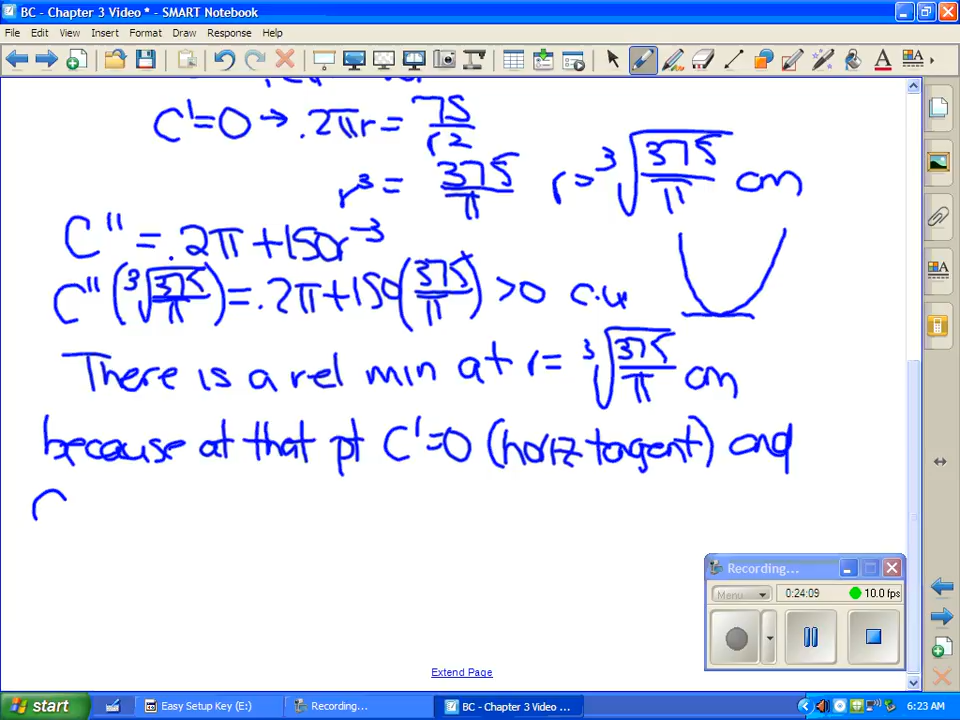 BC - Chapter 3 Video * - SMART Notebook
File Edit View Insert Format Draw Response Help
C'=0 → .2πr = 75/r2
r³ = 375/π r = ³√(375/π) cm
C'' = .2π + 150r⁻³
C''(³√(375/π)) = .2π + 150(375/π) > 0 c.u.
There is a rel min at r = ³√(375/π) cm
because at that pt C'=0 (horiz tangent) and
C
Recording...
Menu 0:24:09 10.0 fps
Extend Page
start Easy Setup Key (E:) Recording... BC - Chapter 3 Video ... 6:23 AM